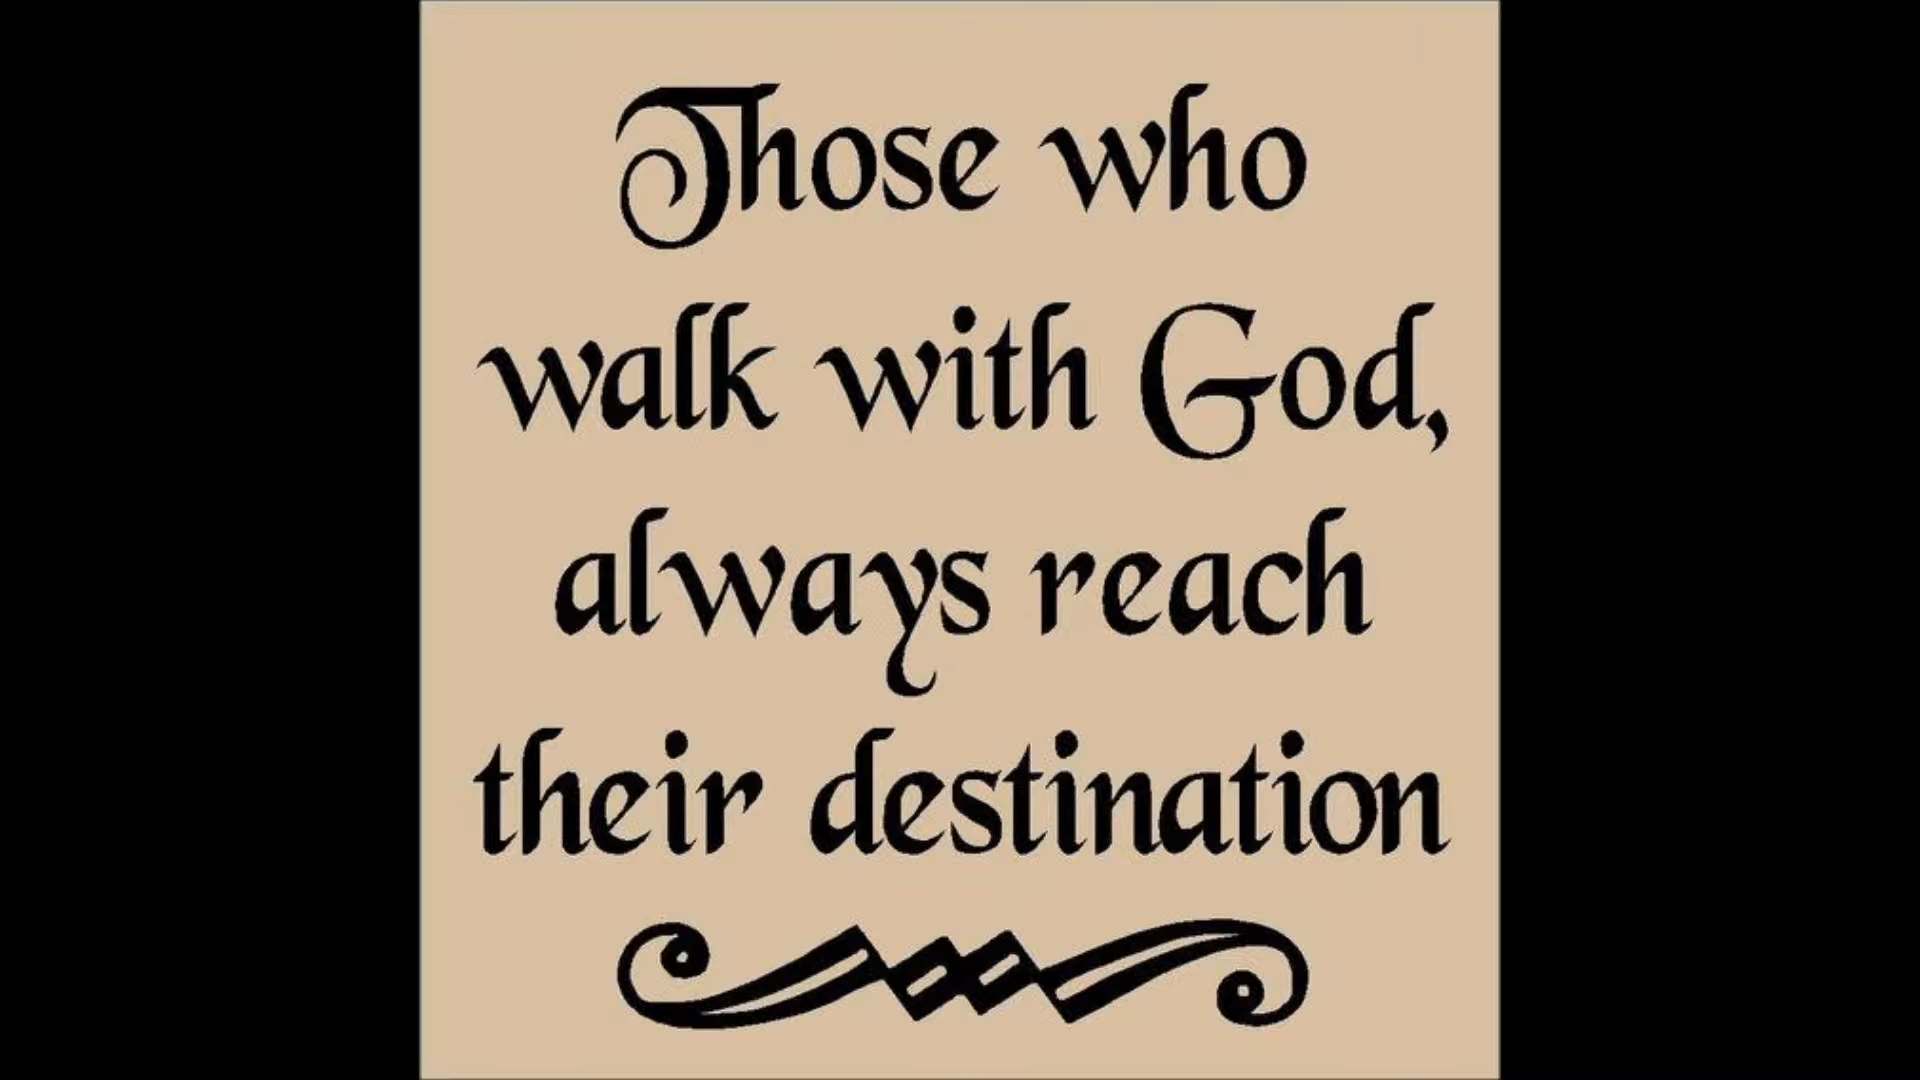 Those who
walk with God,
always reach
their destination